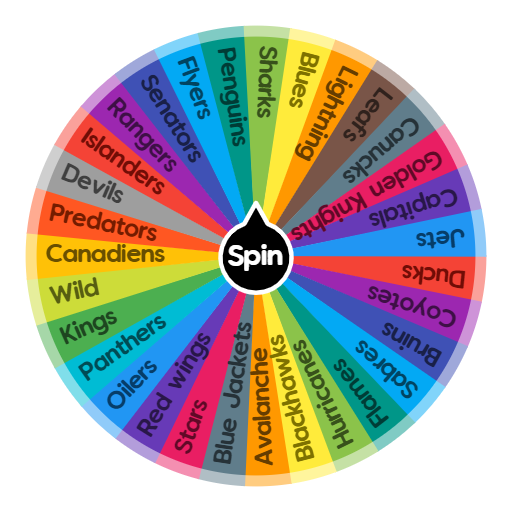 Sharks
Blues
Lightning
Leafs
Canucks
Golden Knights
Capitals
Jets
Ducks
Coyotes
Bruins
Sabres
Flames
Hurricanes
Blackhawks
Avalanche
Blue Jackets
Stars
Red wings
Oilers
Panthers
Kings
Wild
Canadiens
Predators
Devils
Islanders
Rangers
Senators
Flyers
Penguins
Spin